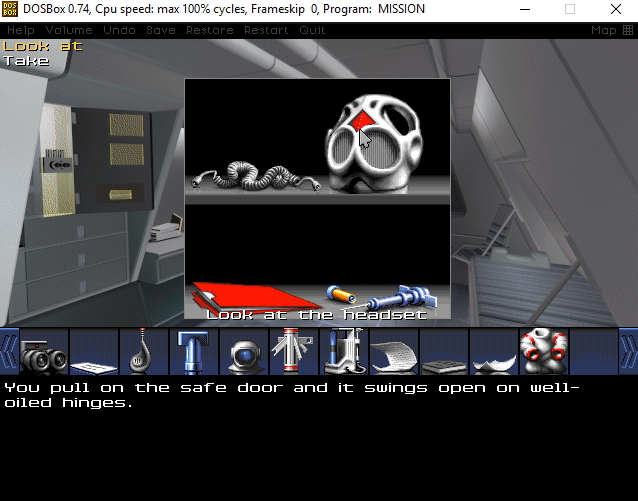 DOSBox 0.74, Cpu speed: max 100% cycles, Frameskip 0, Program: MISSION
Help Volume Undo Save Restore Restart Quit Map
Look at
Take
Look at the headset
You pull on the safe door and it swings open on well-
oiled hinges.